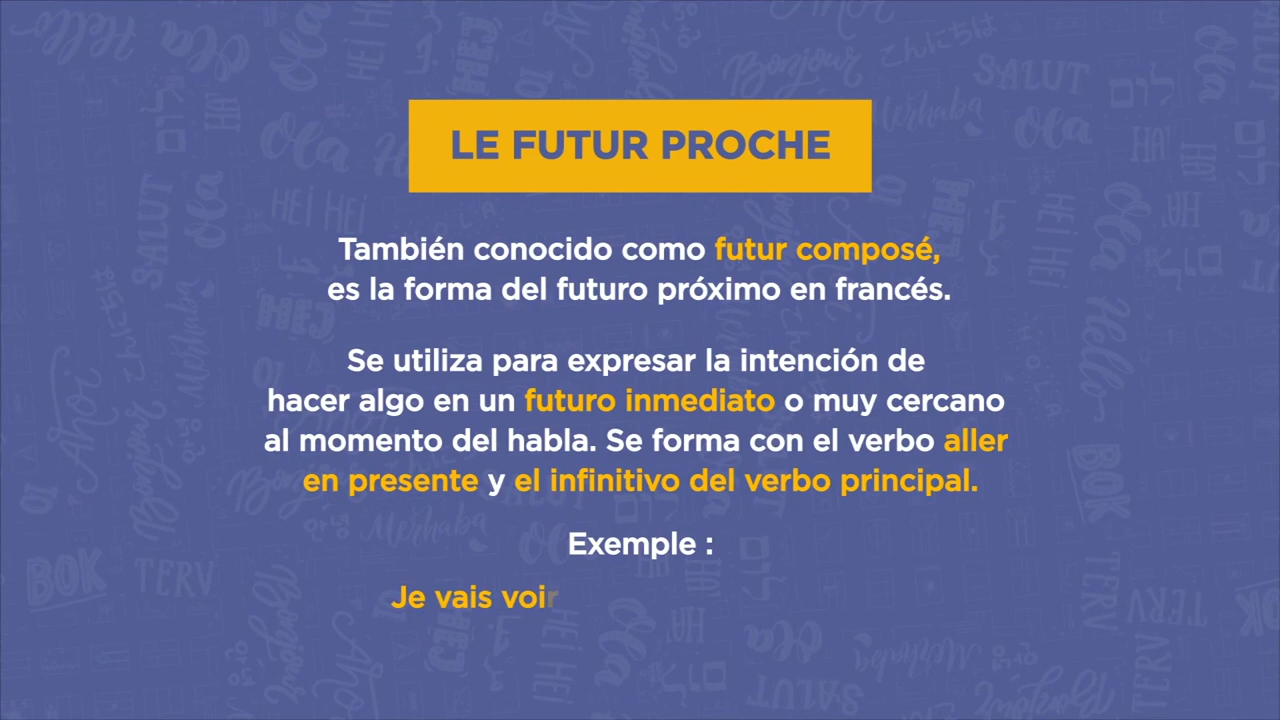 LE FUTUR PROCHE
También conocido como futur composé,
es la forma del futuro próximo en francés.
Se utiliza para expresar la intención de
hacer algo en un futuro inmediato o muy cercano
al momento del habla. Se forma con el verbo aller
en presente y el infinitivo del verbo principal.
Exemple :
Je vais voir